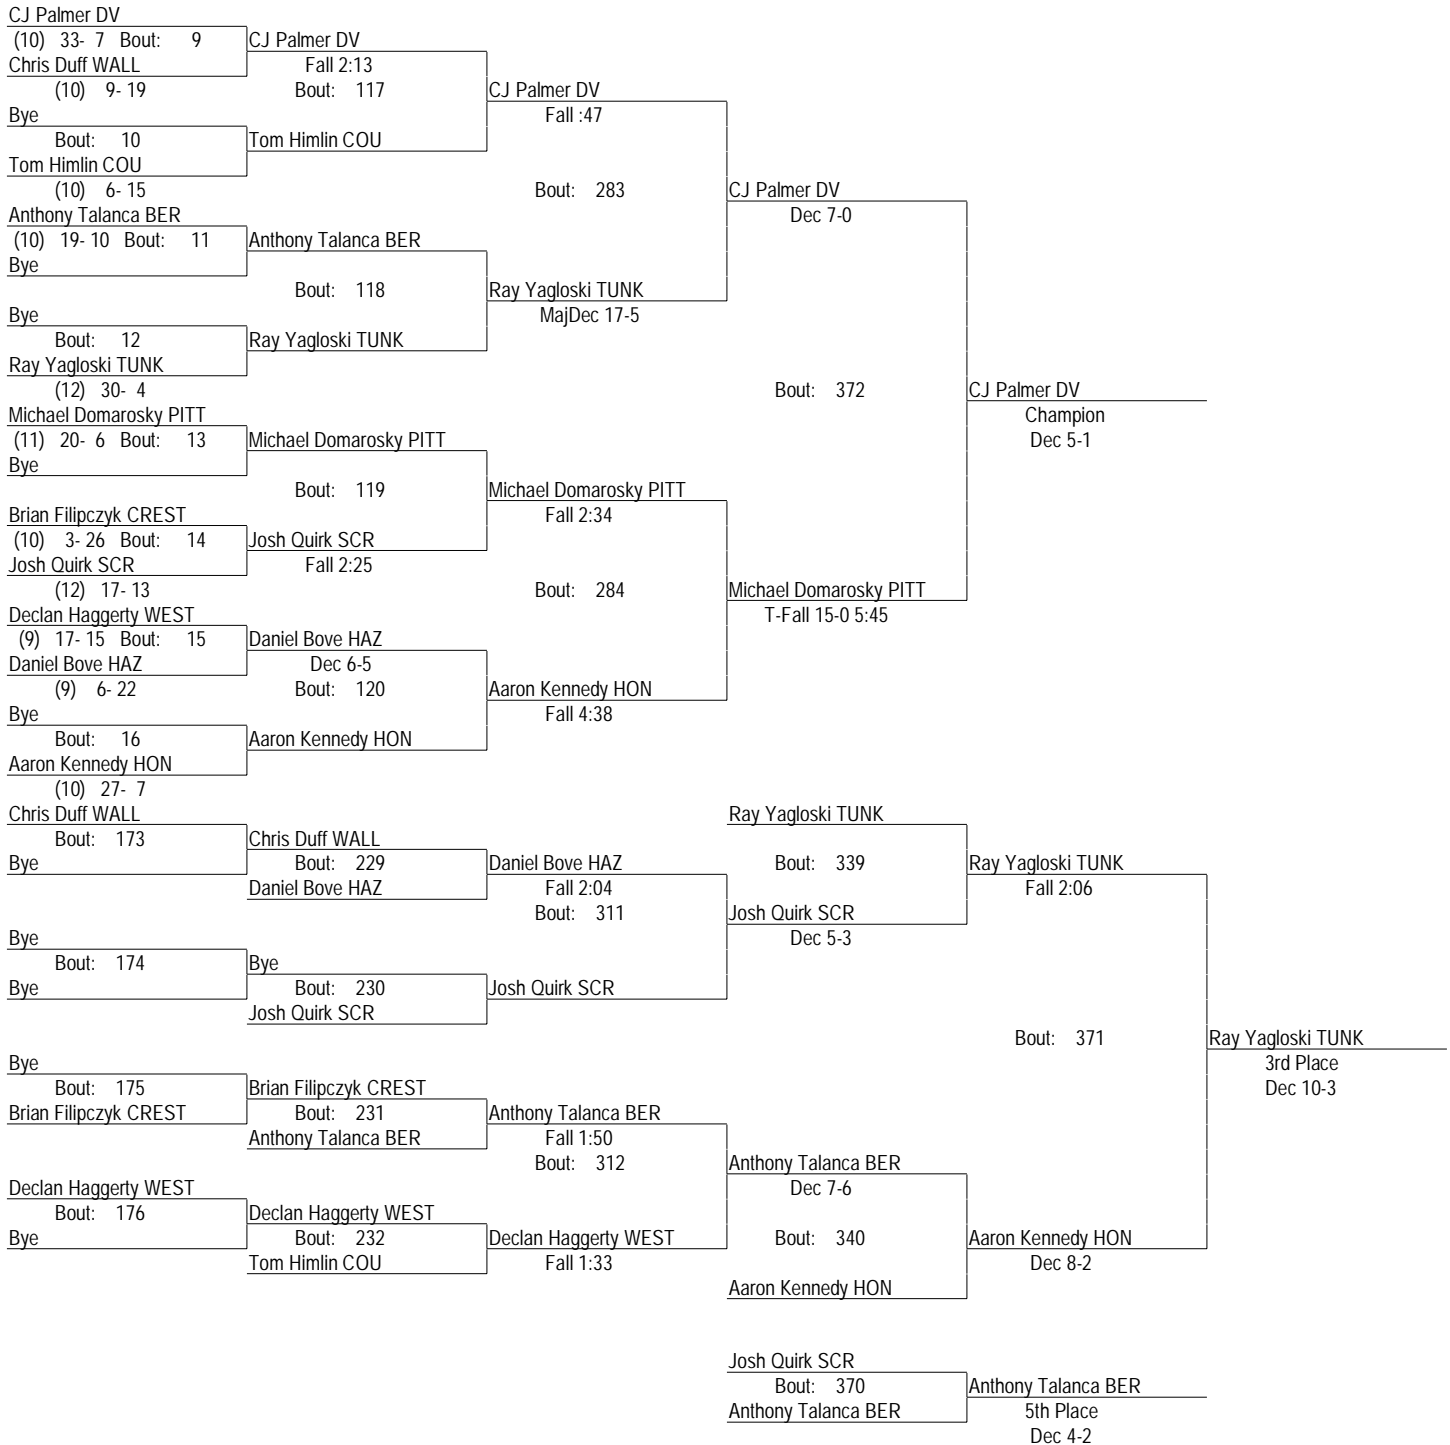 CJ Palmer DV
(10) 33- 7 Bout: 9 CJ Palmer DV
Chris Duff WALL Fall 2:13
(10) 9- 19 Bout: 117 CJ Palmer DV
Bye Fall :47
Bout: 10 Tom Himlin COU
Tom Himlin COU
(10) 6- 15 Bout: 283 CJ Palmer DV
Anthony Talanca BER Dec 7-0
(10) 19- 10 Bout: 11 Anthony Talanca BER
Bye
Bout: 118 Ray Yagloski TUNK
Bye MajDec 17-5
Bout: 12 Ray Yagloski TUNK
Ray Yagloski TUNK
(12) 30- 4 Bout: 372 CJ Palmer DV
Michael Domarosky PITT Champion
(11) 20- 6 Bout: 13 Michael Domarosky PITT Dec 5-1
Bye
Bout: 119 Michael Domarosky PITT
Brian Filipczyk CREST Fall 2:34
(10) 3- 26 Bout: 14 Josh Quirk SCR
Josh Quirk SCR Fall 2:25
(12) 17- 13 Bout: 284 Michael Domarosky PITT
Declan Haggerty WEST T-Fall 15-0 5:45
(9) 17- 15 Bout: 15 Daniel Bove HAZ
Daniel Bove HAZ Dec 6-5
(9) 6- 22 Bout: 120 Aaron Kennedy HON
Bye Fall 4:38
Bout: 16 Aaron Kennedy HON
Aaron Kennedy HON
(10) 27- 7
Chris Duff WALL Ray Yagloski TUNK
Bout: 173 Chris Duff WALL
Bye Bout: 229 Daniel Bove HAZ Bout: 339 Ray Yagloski TUNK
Daniel Bove HAZ Fall 2:04 Fall 2:06
Bout: 311 Josh Quirk SCR
Bye Dec 5-3
Bout: 174 Bye
Bye Bout: 230 Josh Quirk SCR
Josh Quirk SCR
Bout: 371 Ray Yagloski TUNK
Bye 3rd Place
Bout: 175 Brian Filipczyk CREST Dec 10-3
Brian Filipczyk CREST Bout: 231 Anthony Talanca BER
Anthony Talanca BER Fall 1:50
Bout: 312 Anthony Talanca BER
Declan Haggerty WEST Dec 7-6
Bout: 176 Declan Haggerty WEST
Bye Bout: 232 Declan Haggerty WEST Bout: 340 Aaron Kennedy HON
Tom Himlin COU Fall 1:33 Dec 8-2
Aaron Kennedy HON
Josh Quirk SCR
Bout: 370 Anthony Talanca BER
Anthony Talanca BER 5th Place
Dec 4-2